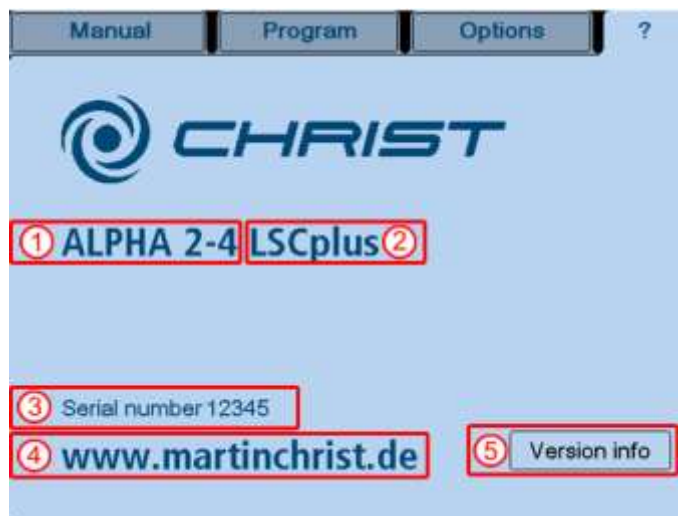 Manual Program Options ?
CHRIST
1 ALPHA 2-4 LSCplus 2
3 Serial number 12345
4 www.martinchrist.de
5 Version info